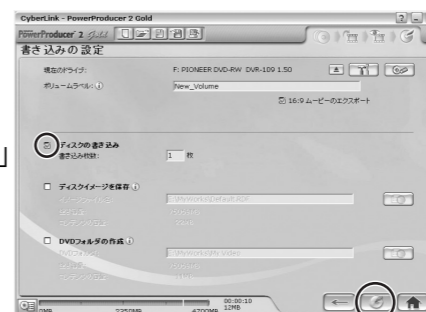 CyberLink - PowerProducer 2 Gold
PowerProducer 2 Gold
書き込みの設定
現在のドライブ: F: PIONEER DVD-RW DVR-109 1.50
ボリュームラベル: New_Volume
16:9 ムービーのエクスポート
」
ディスクの書き込み
書き込み枚数: 1 枚
ディスクイメージを保存
DVDフォルダの作成
00:00:10
0MB 2350MB 4700MB 12MB